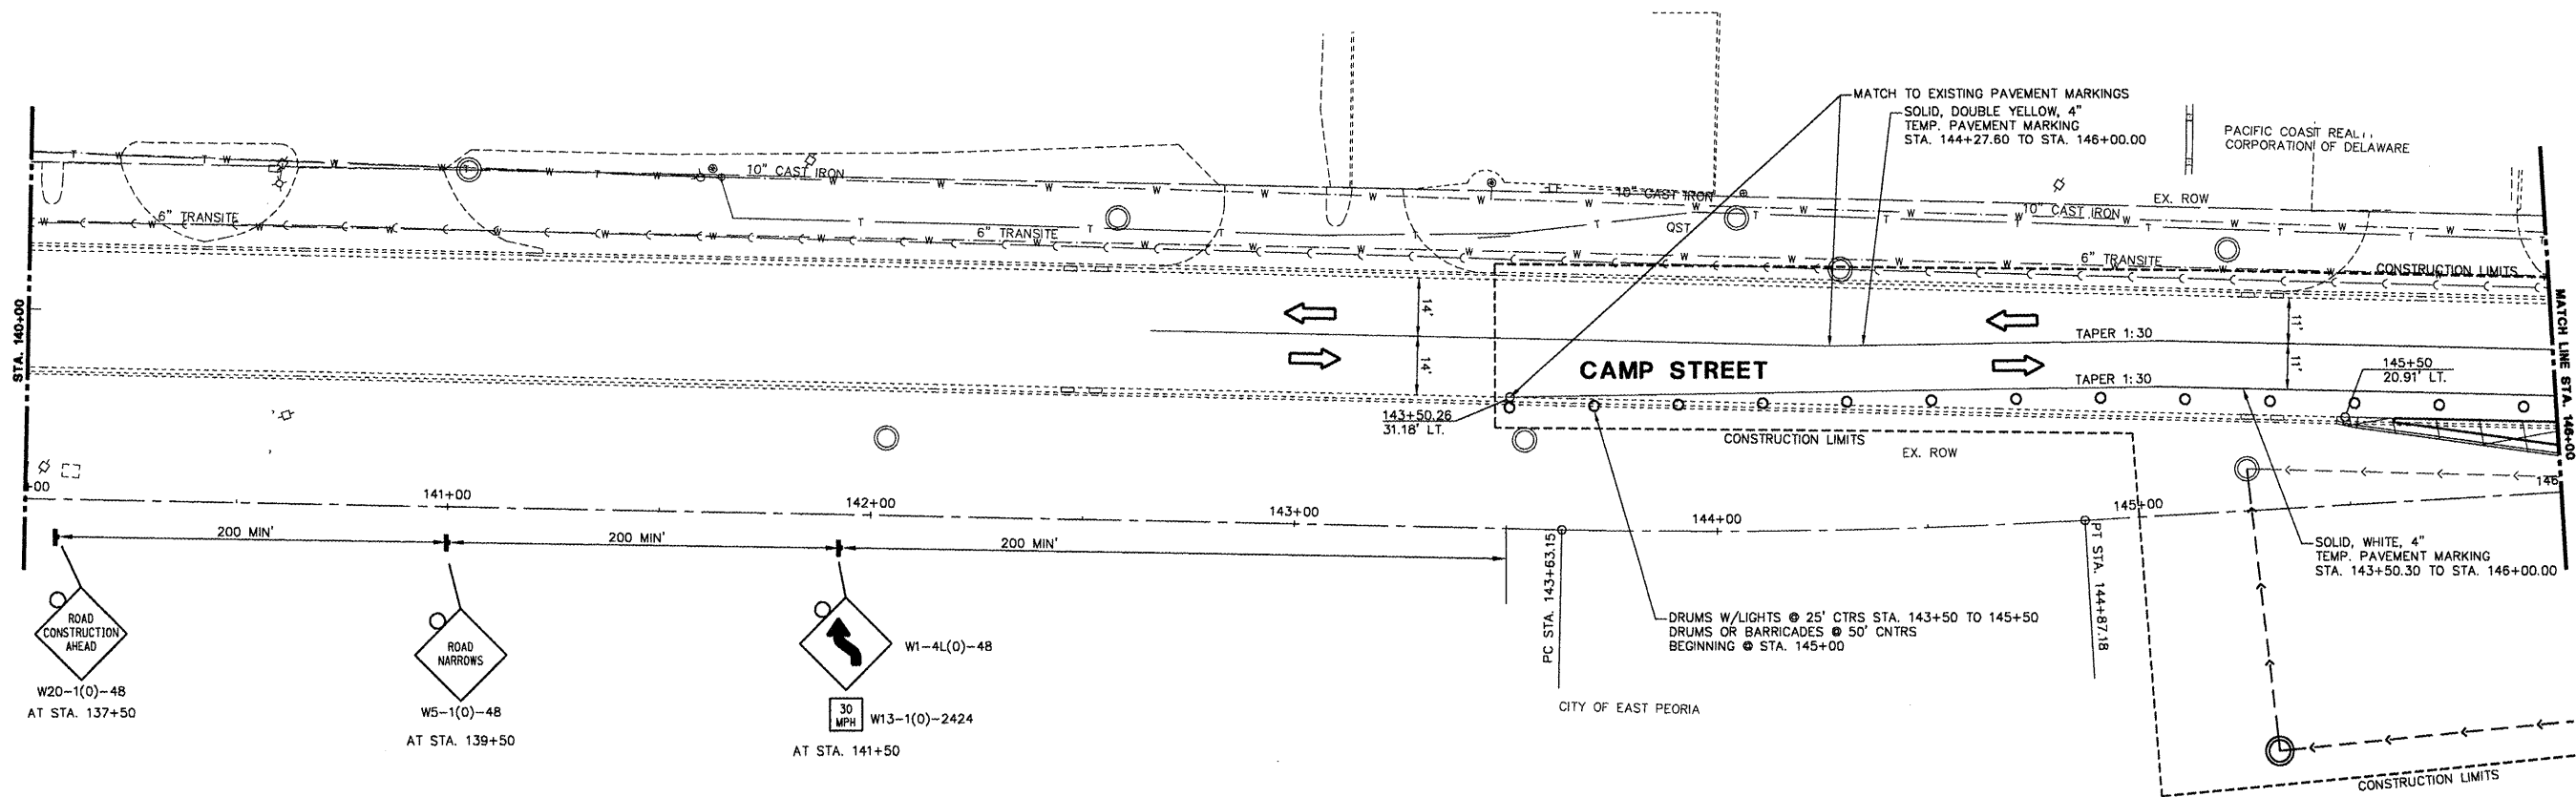 MATCH TO EXISTING PAVEMENT MARKINGS
SOLID, DOUBLE YELLOW, 4"
TEMP. PAVEMENT MARKING
STA. 144+27.60 TO STA. 146+00.00
PACIFIC COAST
CORPORATION OF DELAWARE
10" CAST IRON
10" CAST IRON
EX. ROW
10" CAST IRON
6" TRANSITE
6" TRANSITE
QST
6" TRANSITE
CONSTRUCTION LIMITS
STA. 140+00
14'
14'
TAPER 1:30
11'
11'
CAMP STREET
TAPER 1:30
145+50
20.91' LT.
MATCH LINE STA. 146+00
143+50.26
31.18' LT.
CONSTRUCTION LIMITS
EX. ROW
+00
141+00
142+00
143+00
144+00
145+00
146
200 MIN'
200 MIN'
200 MIN'
PC STA. 143+63.15
PT STA. 144+87.18
SOLID, WHITE, 4"
TEMP. PAVEMENT MARKING
STA. 143+50.30 TO STA. 146+00.00
DRUMS W/LIGHTS @ 25' CTRS STA. 143+50 TO 145+50
DRUMS OR BARRICADES @ 50' CNTRS
BEGINNING @ STA. 145+00
ROAD
CONSTRUCTION
AHEAD
W20-1(O)-48
AT STA. 137+50
ROAD
NARROWS
W5-1(O)-48
AT STA. 139+50
W1-4L(O)-48
30
MPH
W13-1(O)-2424
AT STA. 141+50
CITY OF EAST PEORIA
CONSTRUCTION LIMITS